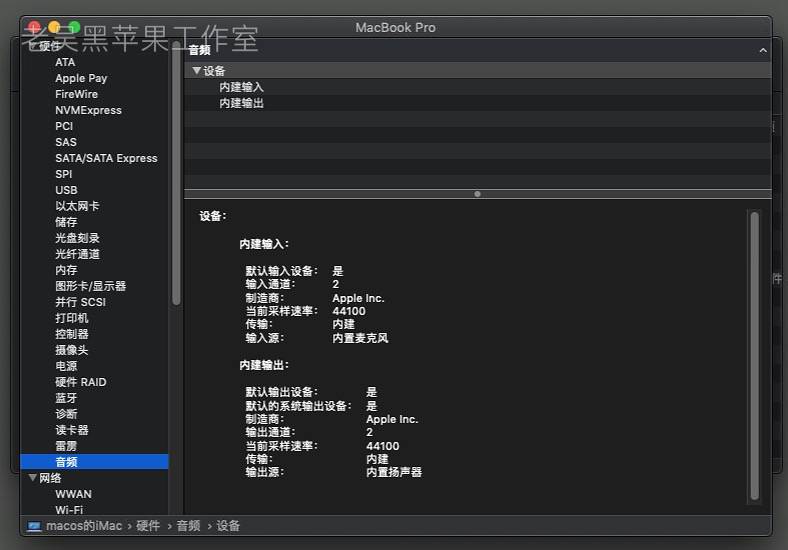 MacBook Pro
老吴黑苹果工作室
硬件
ATA
Apple Pay
FireWire
NVMExpress
PCI
SAS
SATA/SATA Express
SPI
USB
以太网卡
储存
光盘刻录
光纤通道
内存
图形卡/显示器
并行 SCSI
打印机
控制器
摄像头
电源
硬件 RAID
蓝牙
诊断
读卡器
雷雳
音频
网络
WWAN
Wi-Fi
音频
设备
内建输入
内建输出
设备：
内建输入：
默认输入设备： 是
输入通道： 2
制造商： Apple Inc.
当前采样速率： 44100
传输： 内建
输入源： 内置麦克风
内建输出：
默认输出设备： 是
默认的系统输出设备： 是
制造商： Apple Inc.
输出通道： 2
当前采样速率： 44100
传输： 内建
输出源： 内置扬声器
macos的iMac › 硬件 › 音频 › 设备
件